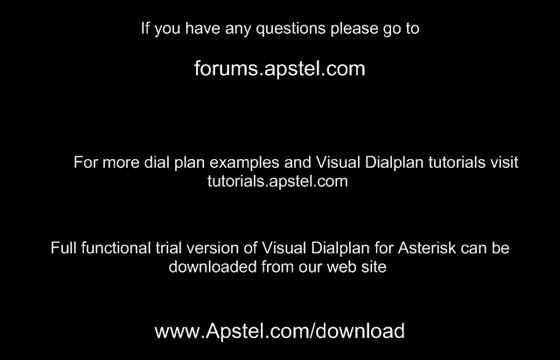 If you have any questions please go to
forums.apstel.com
For more dial plan examples and Visual Dialplan tutorials visit
tutorials.apstel.com
Full functional trial version of Visual Dialplan for Asterisk can be
downloaded from our web site
www.Apstel.com/download